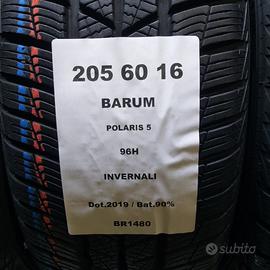 205 60 16
BARUM
POLARIS 5
96H
INVERNALI
Dot.2019 / Bat.90%
BR1480
subito